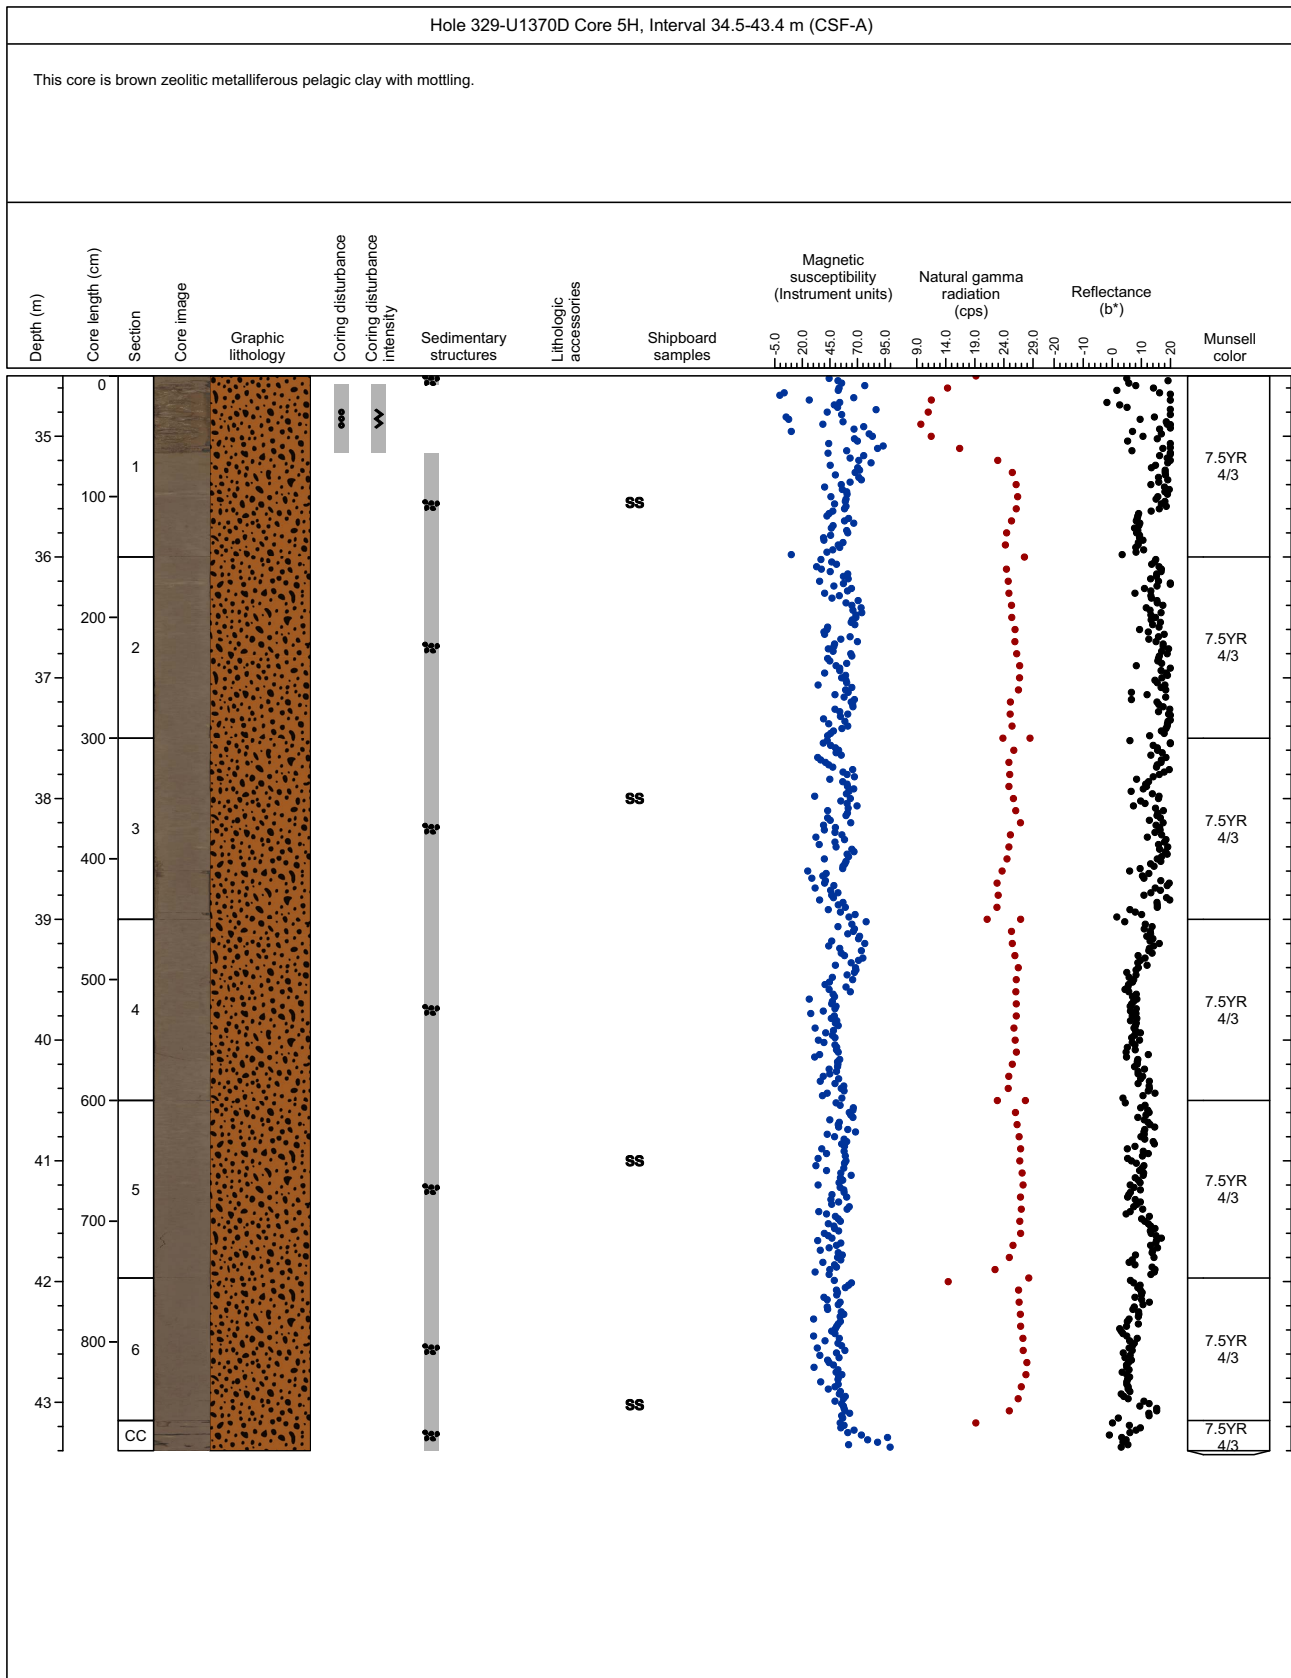 Hole 329-U1370D Core 5H, Interval 34.5-43.4 m (CSF-A)
This core is brown zeolitic metalliferous pelagic clay with mottling.
Depth (m)
Core length (cm)
Section
Core image
Graphic
lithology
Coring disturbance
Coring disturbance
intensity
Sedimentary
structures
Lithologic
accessories
Shipboard
samples
Magnetic
susceptibility
(Instrument units)
Natural gamma
radiation
(cps)
Reflectance
(b*)
Munsell
color
-5.0 20.0 45.0 70.0 95.0
9.0 14.0 19.0 24.0 29.0
-20 -10 0 10 20
0
35
1
7.5YR
4/3
100
SS
36
200
2
7.5YR
4/3
37
300
38
SS
3
7.5YR
4/3
400
39
500
4
7.5YR
4/3
40
600
41
SS
5
7.5YR
4/3
700
42
800
6
7.5YR
4/3
43
SS
CC
7.5YR
4/3